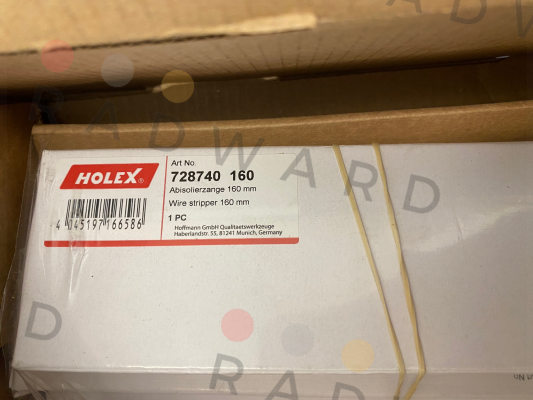 RADWARD
HOLEX®
Art No.
728740 160
Abisolierzange 160 mm
Wire stripper 160 mm
1 PC
Hoffmann GmbH Qualitaetswerkzeuge
Haberlandstr. 55, 81241 Munich, Germany
4 045197 166586